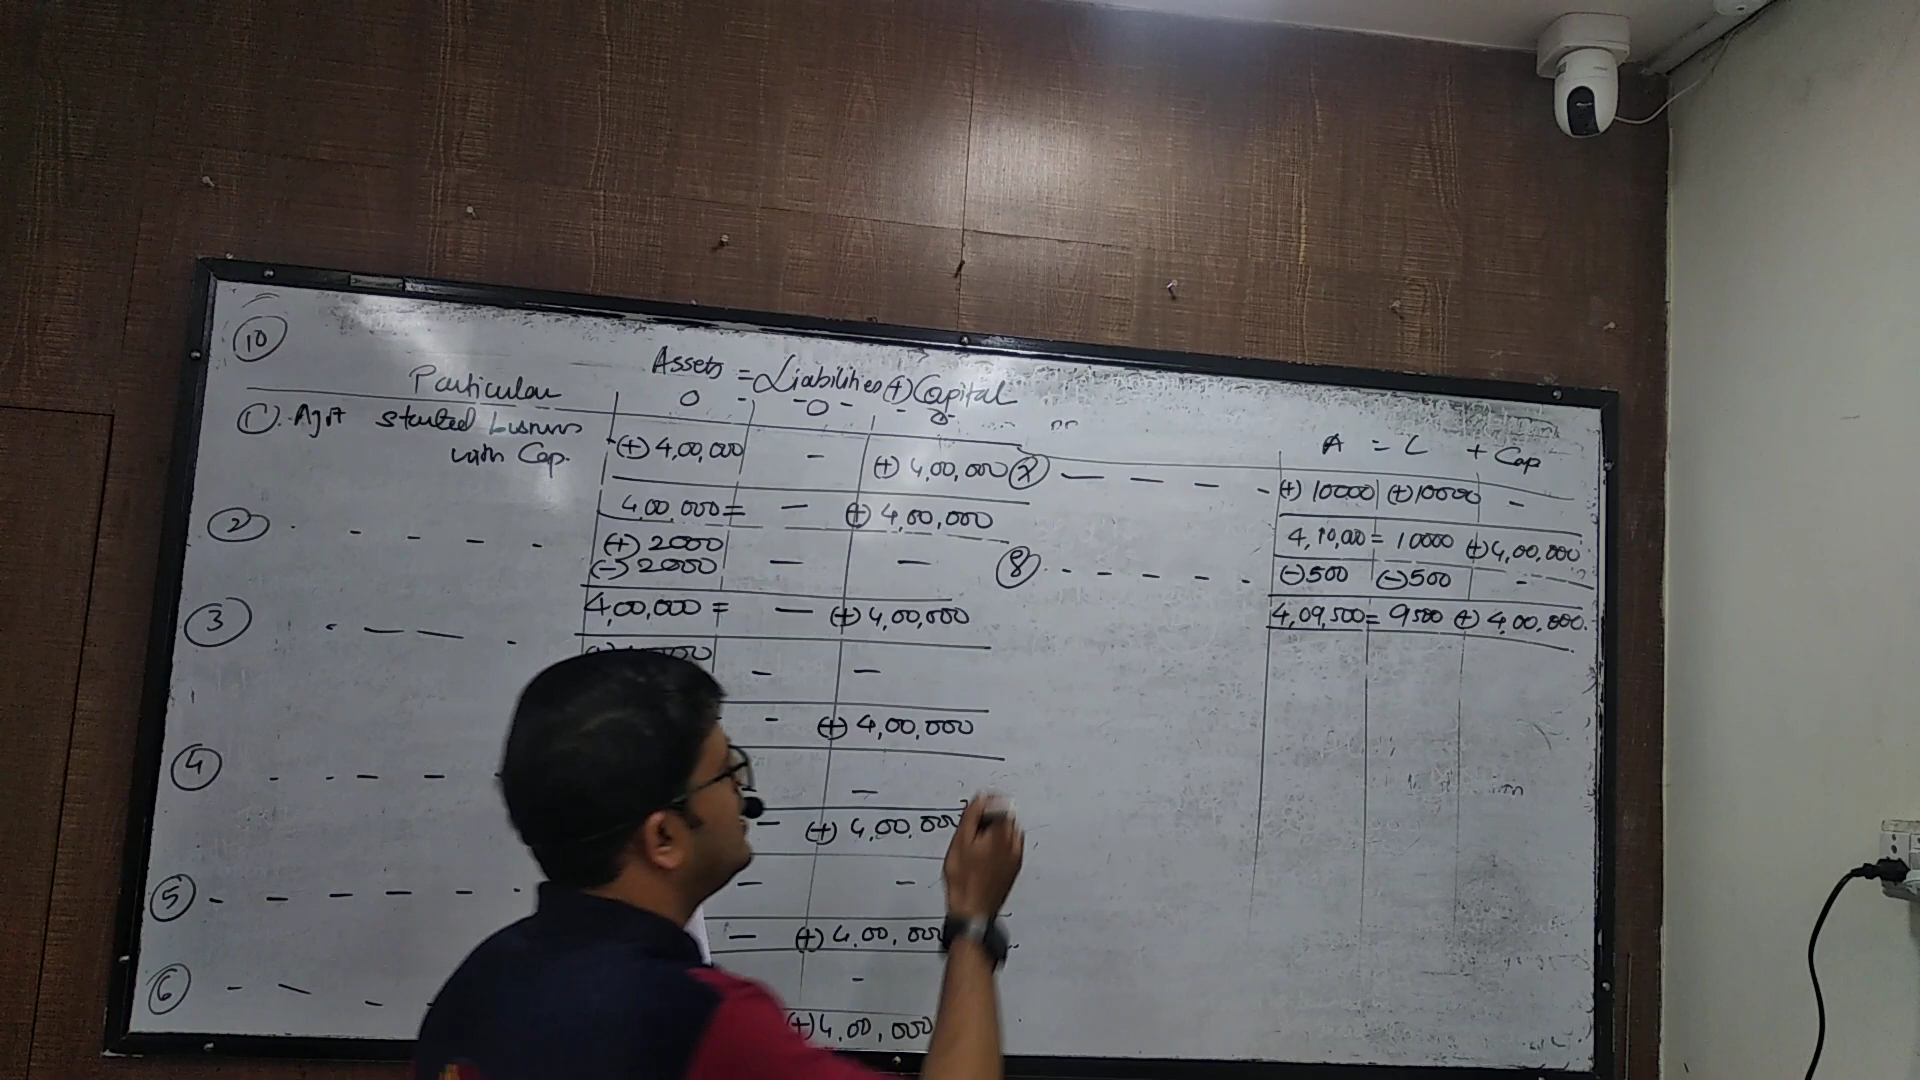 10
Assets = Liabilities (+) Capital
Particular 0 - 0 - - 0
1. Ajit started business (+) 4,00,000 - (+) 4,00,000
with Cap.
4,00,000 = - (+) 4,00,000
2 - - - - (+) 2000
(-) 2000 - -
4,00,000 = - (+) 4,00,000
3 - - - -
- -
- (+) 4,00,000
4 - - - -
-
- (+) 4,00,000
5 - - - - - -
- -
- (+) 4,00,000
6 - - - -
-
(+) 4,00,000
A = L + Cap
7 - - - - - (+) 10000 (+) 10000 -
4,10,000 = 10000 (+) 4,00,000
8 - - - - - (-) 500 (-) 500 -
4,09,500 = 9500 (+) 4,00,000.